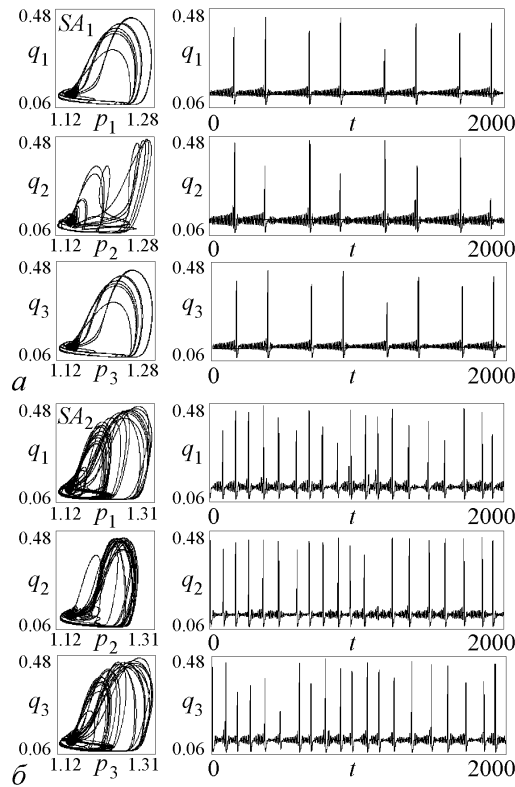 0.48 SA₁
q₁ q₁
0.06
1.12 p₁ 1.28 0 t 2000
0.48 0.48
q₂ q₂
0.06 0.06
1.12 p₂ 1.28 0 t 2000
0.48 0.48
q₃ q₃
0.06 0.06
1.12 p₃ 1.28 0 t 2000
а
0.48 SA₂ 0.48
q₁ q₁
0.06 0.06
1.12 p₁ 1.31 0 t 2000
0.48 0.48
q₂ q₂
0.06 0.06
1.12 p₂ 1.31 0 t 2000
0.48 0.48
q₃ q₃
0.06 0.06
1.12 p₃ 1.31 0 t 2000
б